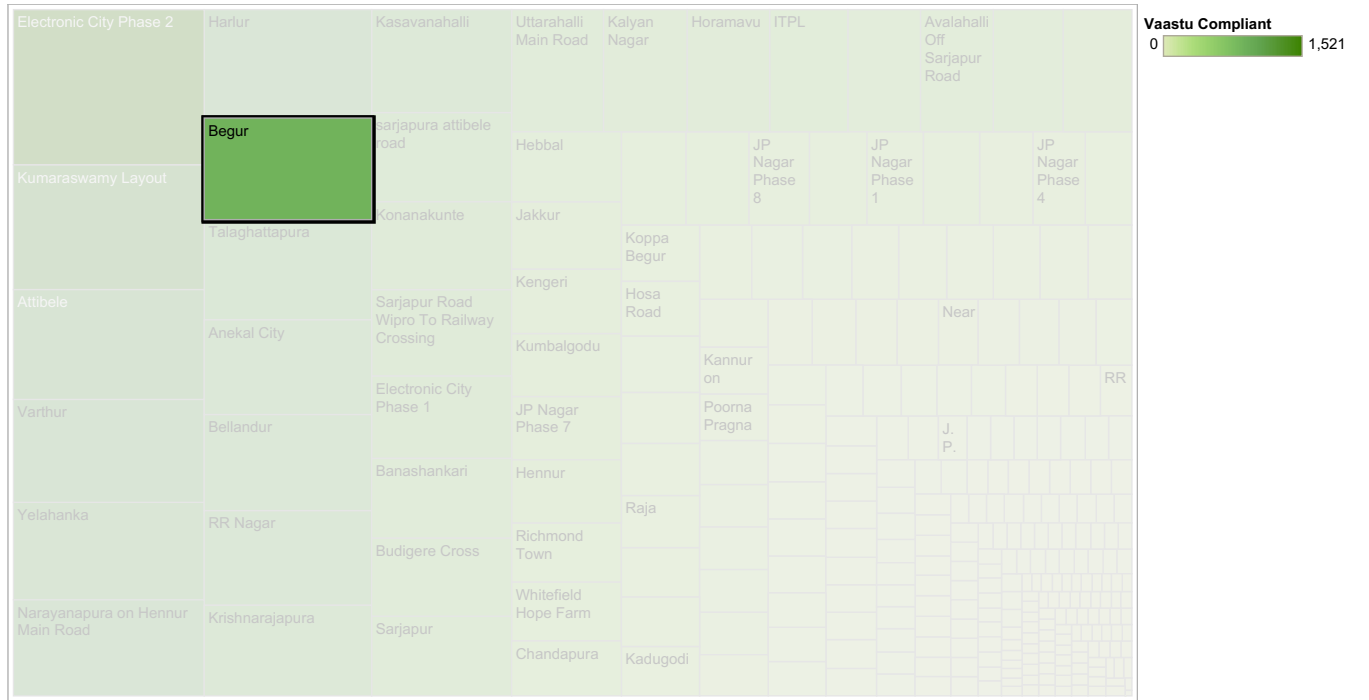 Electronic City Phase 2
Kumaraswamy Layout
Attibele
Varthur
Yelahanka
Narayanapura on Hennur
Main Road
Harlur
Begur
Talaghattapura
Anekal City
Bellandur
RR Nagar
Krishnarajapura
Kasavanahalli
sarjapura attibele
road
Konanakunte
Sarjapur Road
Wipro To Railway
Crossing
Electronic City
Phase 1
Banashankari
Budigere Cross
Sarjapur
Uttarahalli
Main Road
Hebbal
Jakkur
Kengeri
Kumbalgodu
JP Nagar
Phase 7
Hennur
Richmond
Town
Whitefield
Hope Farm
Chandapura
Kalyan
Nagar
Koppa
Begur
Hosa
Road
Raja
Kadugodi
Horamavu
Kannur
on
Poorna
Pragna
ITPL
JP
Nagar
Phase
8
JP
Nagar
Phase
1
Avalahalli
Off
Sarjapur
Road
JP
Nagar
Phase
4
Near
RR
J.
P.
Vaastu Compliant
0 1,521